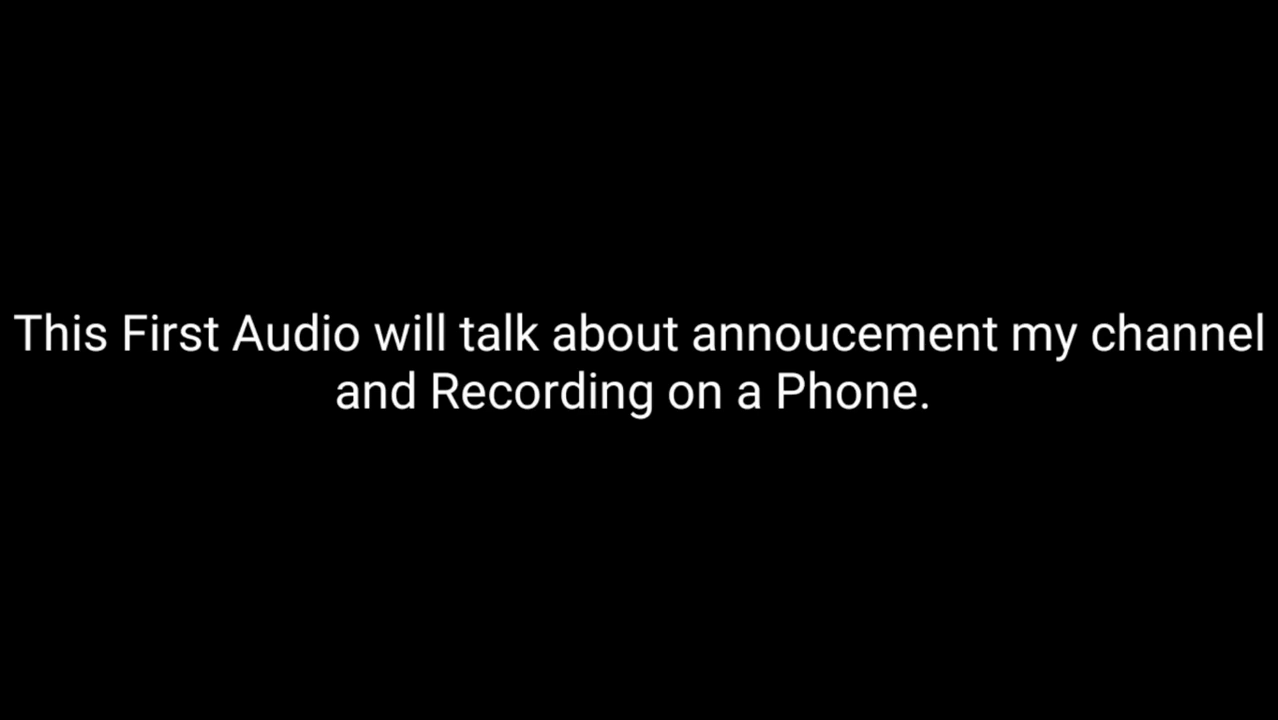 This First Audio will talk about annoucement my channel
and Recording on a Phone.